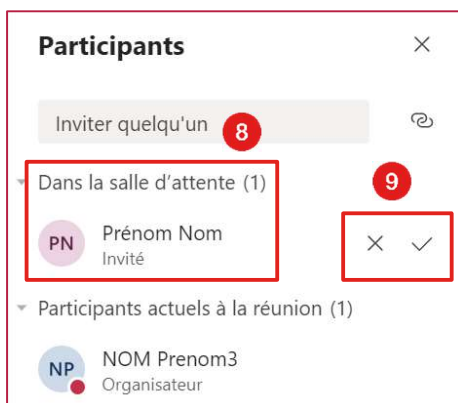 Participants
Inviter quelqu'un
8
Dans la salle d'attente (1)
9
PN
Prénom Nom
Invité
Participants actuels à la réunion (1)
NP
NOM Prenom3
Organisateur